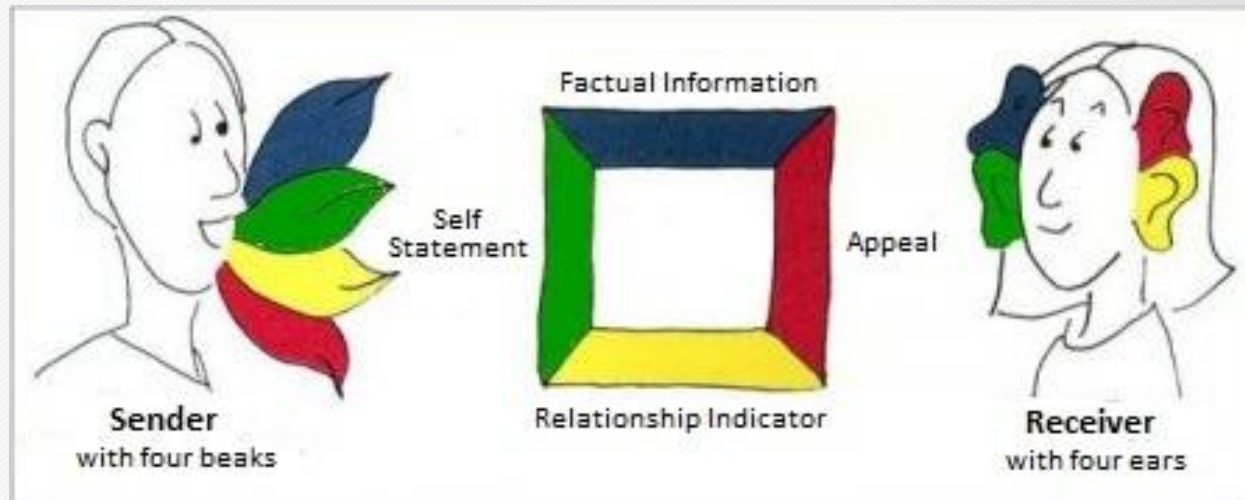 Factual Information
Self
Statement
Appeal
Relationship Indicator
Sender
with four beaks
Receiver
with four ears